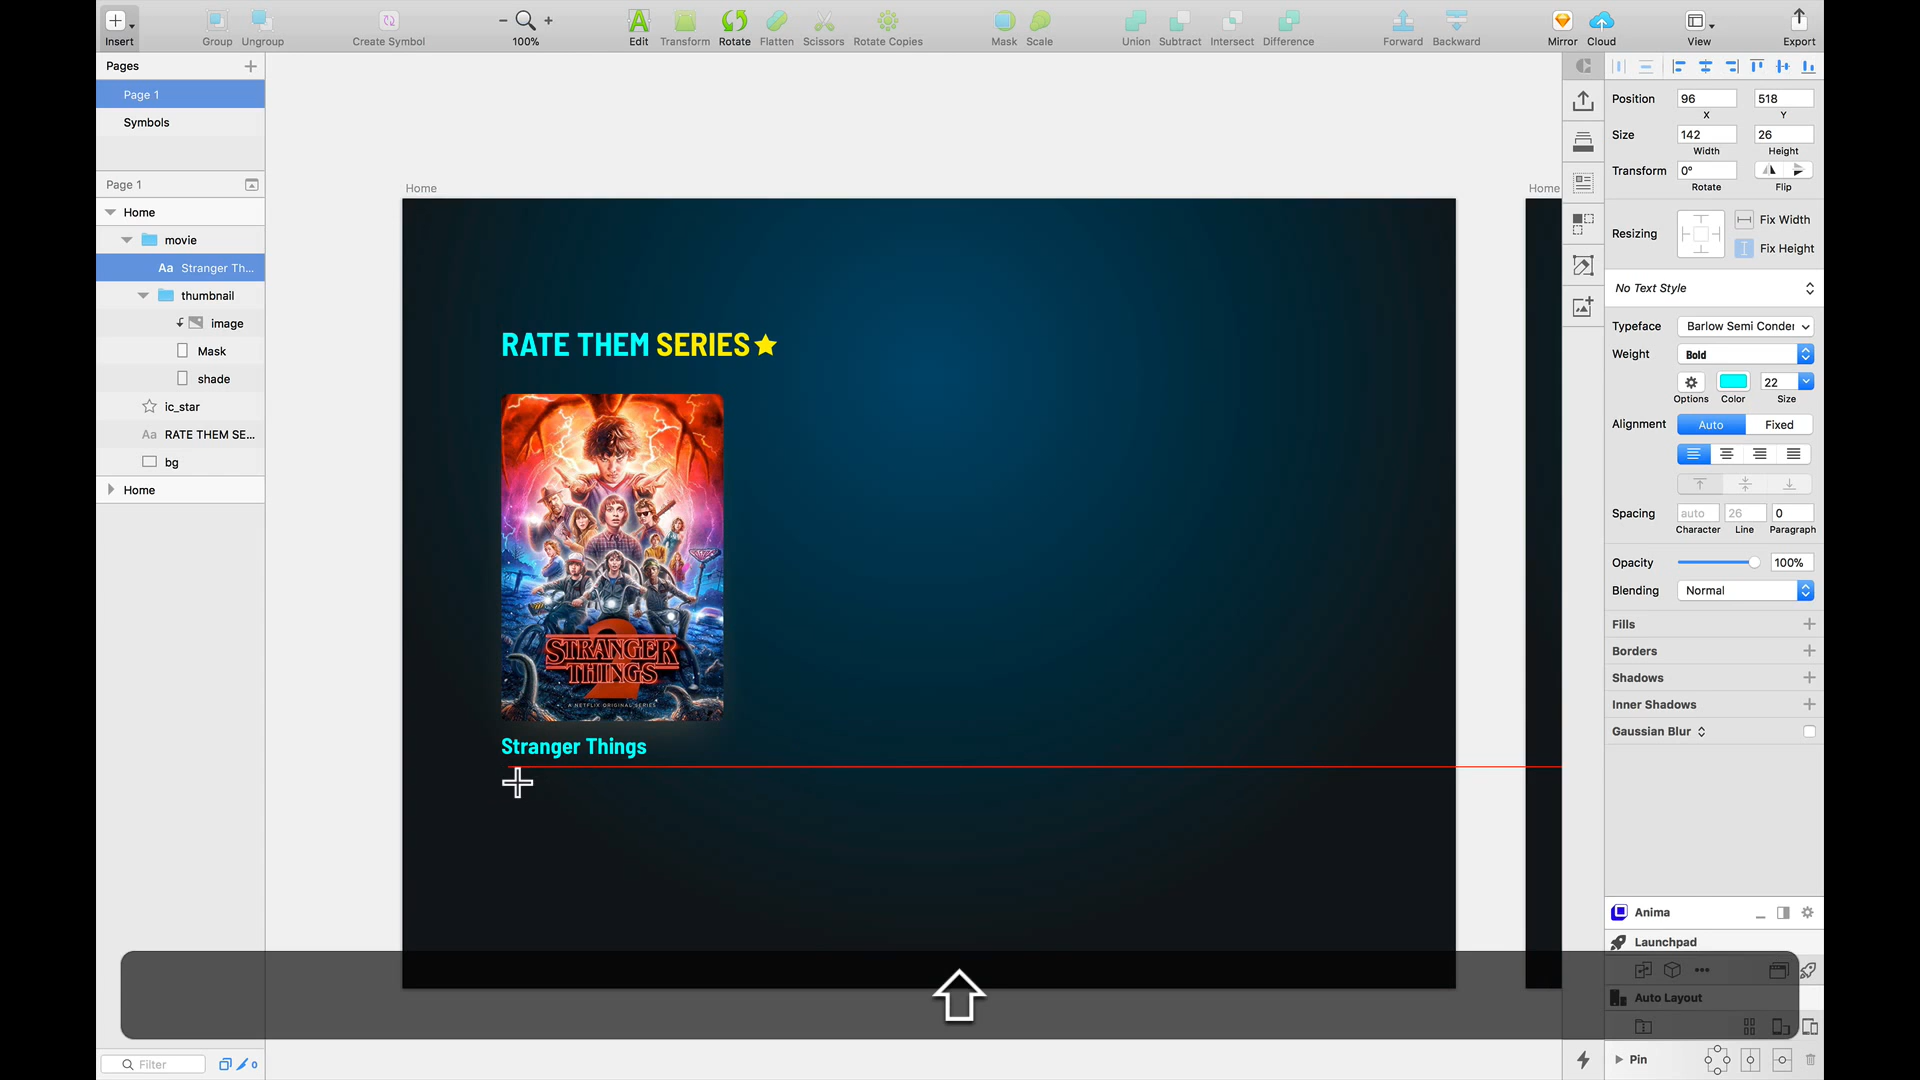 Insert
Group
Ungroup
Create Symbol
100%
Edit
Transform
Rotate
Flatten
Scissors
Rotate Copies
Mask
Scale
Union
Subtract
Intersect
Difference
Forward
Backward
Mirror
Cloud
View
Export
Pages
Page 1
Symbols
Page 1
Home
movie
Aa Stranger Th...
thumbnail
image
Mask
shade
ic_star
Aa RATE THEM SE...
bg
Home
Filter
0
Home
Home
RATE THEM SERIES
STRANGER
THINGS
2
A NETFLIX ORIGINAL SERIES
Stranger Things
Position 96 518
X Y
Size 142 26
Width Height
Transform 0°
Rotate Flip
Resizing Fix Width
Fix Height
No Text Style
Typeface Barlow Semi Conder
Weight Bold
22
Options Color Size
Alignment Auto Fixed
Spacing auto 26 0
Character Line Paragraph
Opacity 100%
Blending Normal
Fills
Borders
Shadows
Inner Shadows
Gaussian Blur
Anima
Launchpad
Auto Layout
Pin